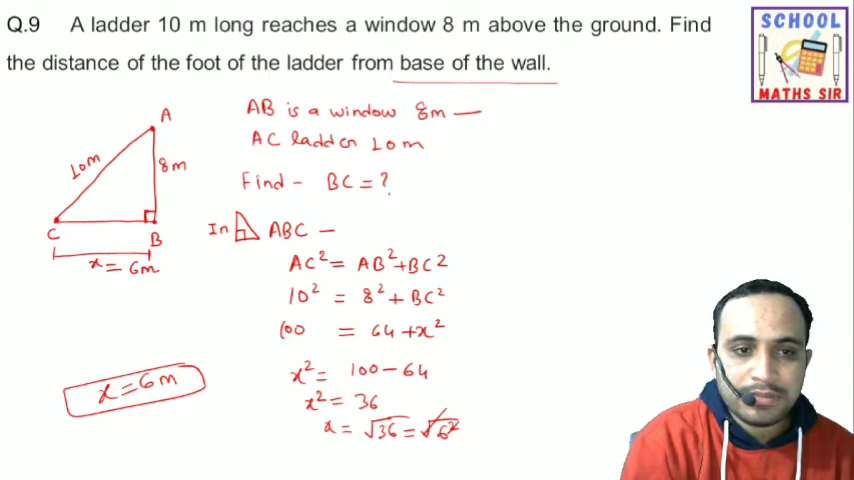 Q.9 A ladder 10 m long reaches a window 8 m above the ground. Find
the distance of the foot of the ladder from base of the wall.
SCHOOL
MATHS SIR
A
10m
8m
C
B
x = 6m
AB is a window 8m —
AC ladder 10m
Find - BC = ?
In ABC —
AC² = AB² + BC²
10² = 8² + BC²
100 = 64 + x²
x² = 100 - 64
x² = 36
x = √36 = √6²
x = 6m